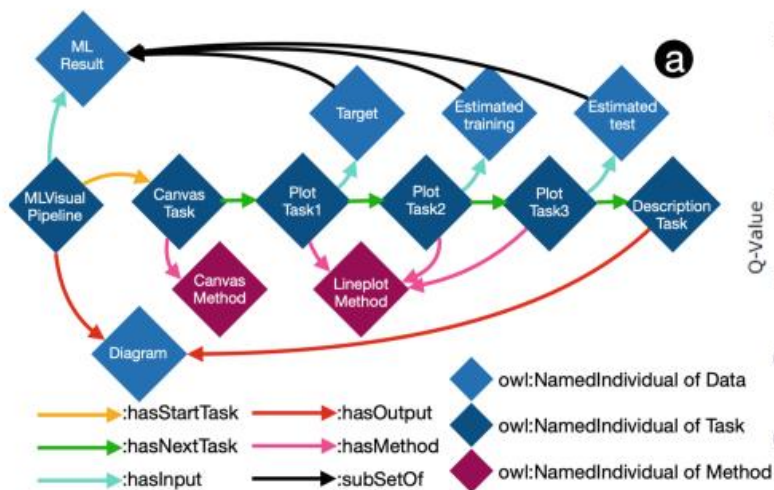 ML
Result
a
Target
Estimated
training
Estimated
test
MLVisual
Pipeline
Canvas
Task
Plot
Task1
Plot
Task2
Plot
Task3
Description
Task
Canvas
Method
Lineplot
Method
Diagram
Q-Value
:hasStartTask
:hasOutput
:hasNextTask
:hasMethod
:hasInput
:subSetOf
owl:NamedIndividual of Data
owl:NamedIndividual of Task
owl:NamedIndividual of Method